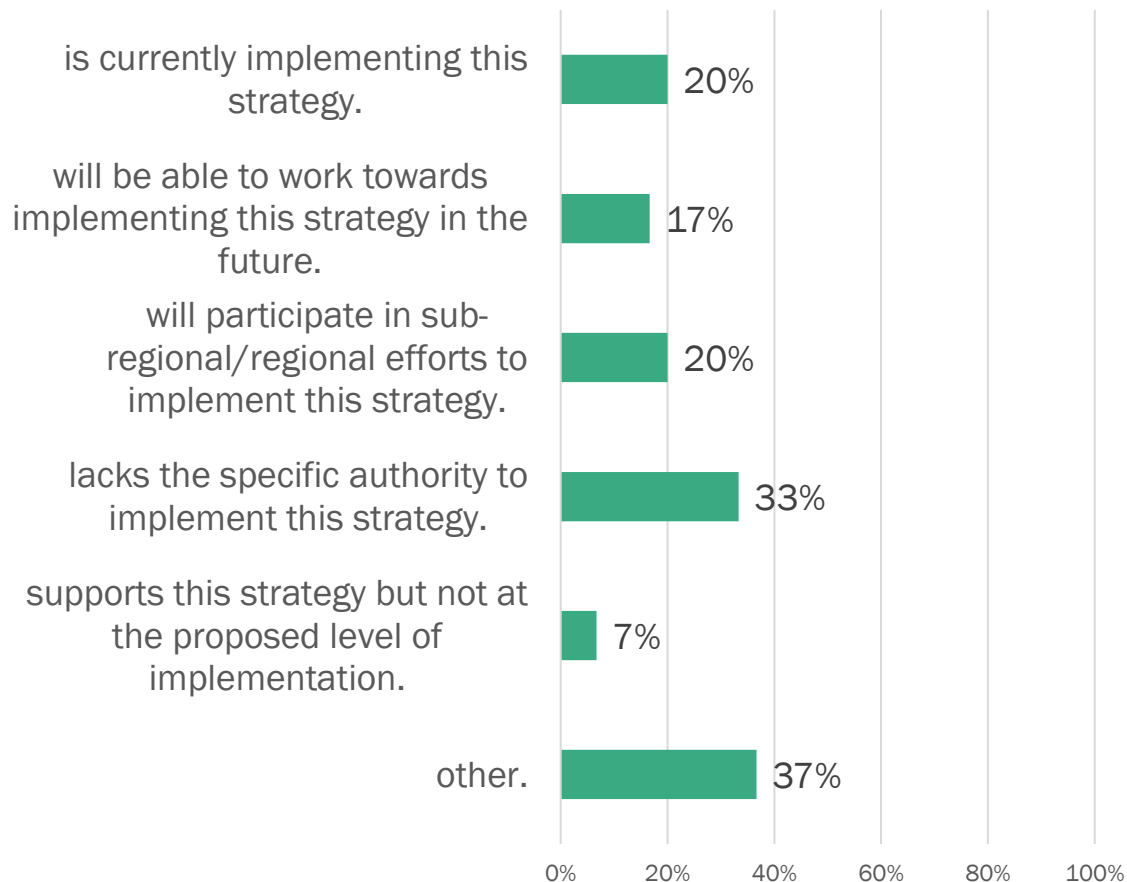 is currently implementing this
strategy.
20%
will be able to work towards
implementing this strategy in the
future.
17%
will participate in sub-
regional/regional efforts to
implement this strategy.
20%
lacks the specific authority to
implement this strategy.
33%
supports this strategy but not at
the proposed level of
implementation.
7%
other.
37%
0% 20% 40% 60% 80% 100%